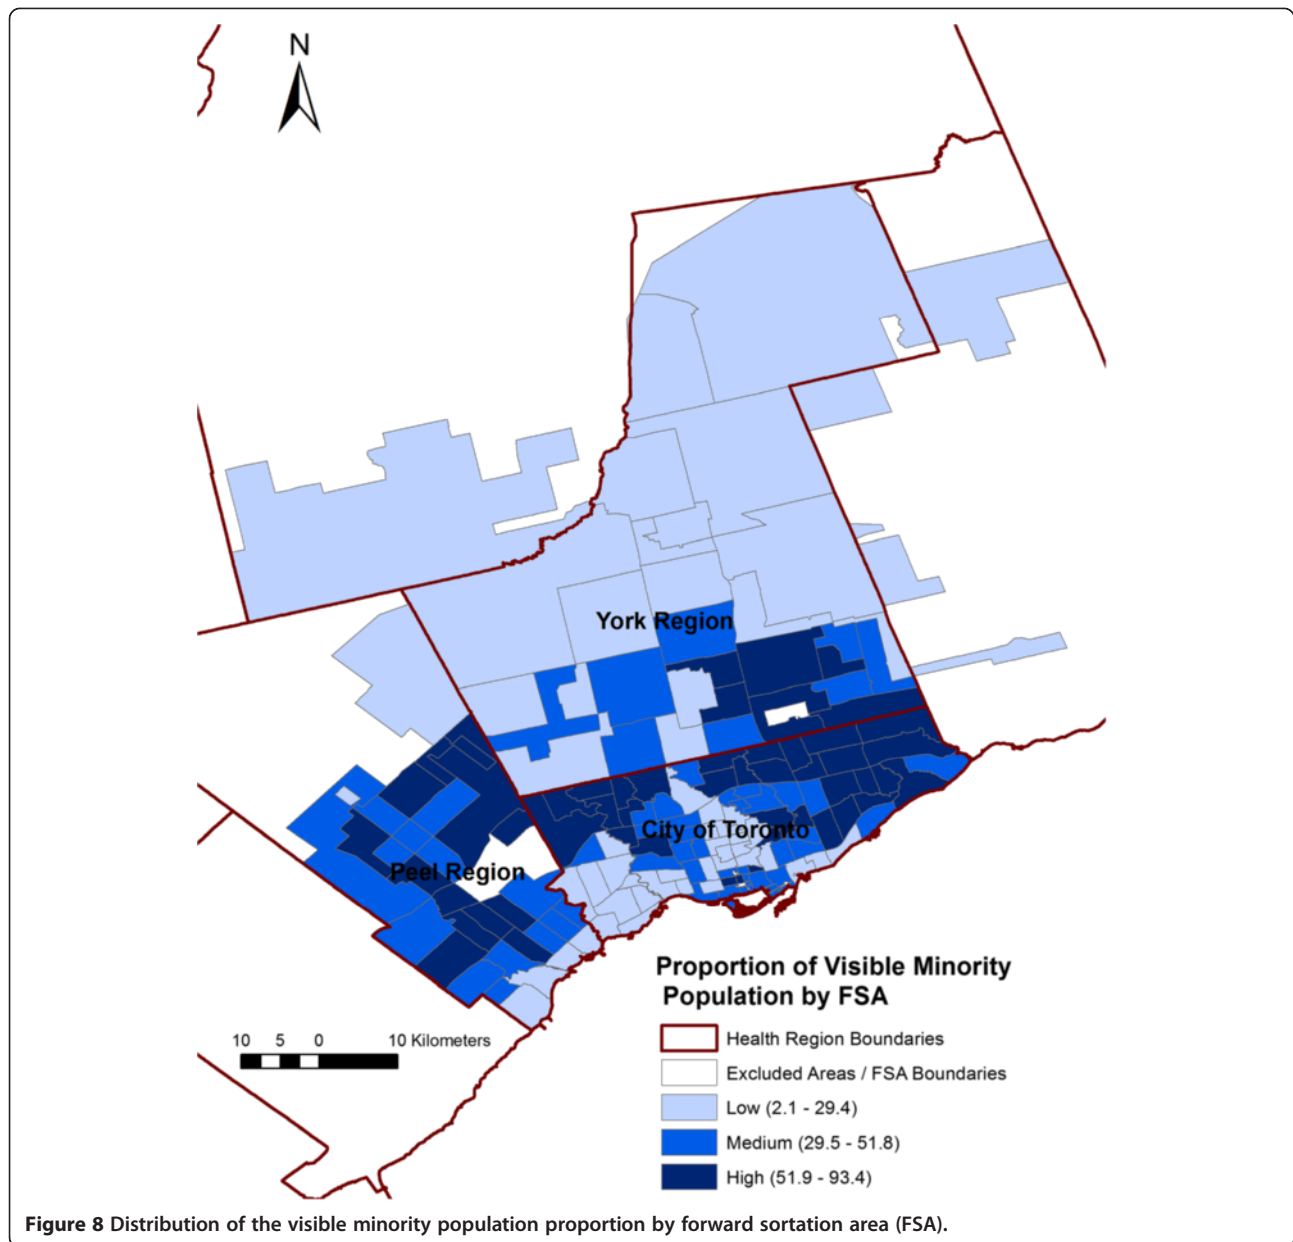 N
York Region
City of Toronto
Peel Region
Proportion of Visible Minority
Population by FSA
10 5 0 10 Kilometers
Health Region Boundaries
Excluded Areas / FSA Boundaries
Low (2.1 - 29.4)
Medium (29.5 - 51.8)
High (51.9 - 93.4)
Figure 8 Distribution of the visible minority population proportion by forward sortation area (FSA).